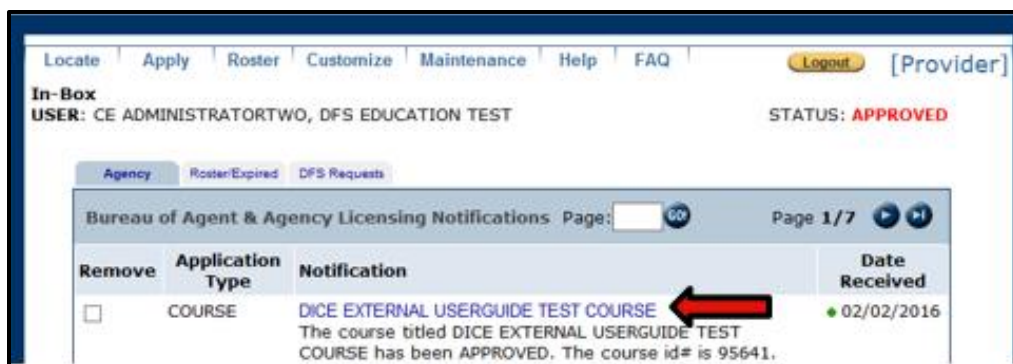 Locate Apply Roster Customize Maintenance Help FAQ Logout [Provider]
In-Box
USER: CE ADMINISTRATORTWO, DFS EDUCATION TEST STATUS: APPROVED
Agency Roster/Expired DFS Requests
Bureau of Agent & Agency Licensing Notifications Page: GO! Page 1/7
Remove Application Type Notification Date Received
COURSE DICE EXTERNAL USERGUIDE TEST COURSE 02/02/2016
The course titled DICE EXTERNAL USERGUIDE TEST
COURSE has been APPROVED. The course id# is 95641.